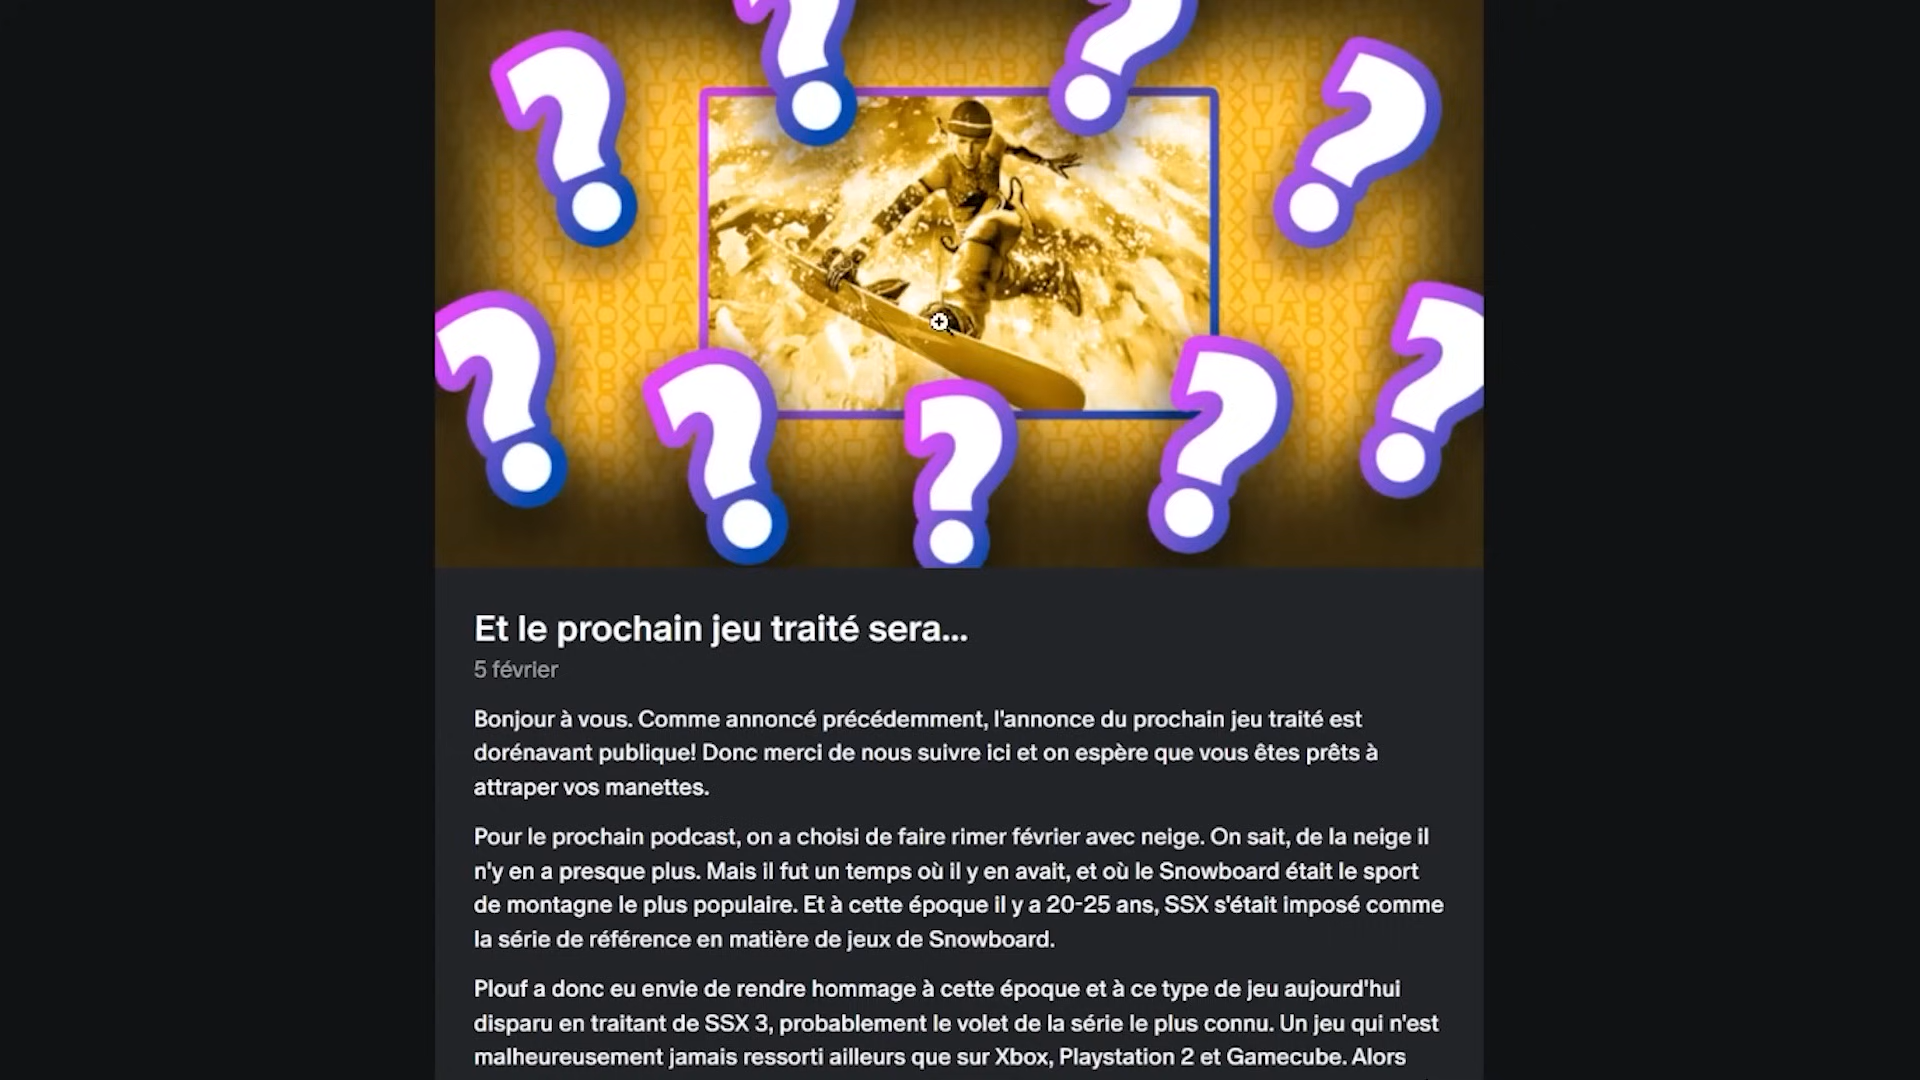 Et le prochain jeu traité sera...
5 février
Bonjour à vous. Comme annoncé précédemment, l'annonce du prochain jeu traité est
dorénavant publique! Donc merci de nous suivre ici et on espère que vous êtes prêts à
attraper vos manettes.
Pour le prochain podcast, on a choisi de faire rimer février avec neige. On sait, de la neige il
n'y en a presque plus. Mais il fut un temps où il y en avait, et où le Snowboard était le sport
de montagne le plus populaire. Et à cette époque il y a 20-25 ans, SSX s'était imposé comme
la série de référence en matière de jeux de Snowboard.
Plouf a donc eu envie de rendre hommage à cette époque et à ce type de jeu aujourd'hui
disparu en traitant de SSX 3, probablement le volet de la série le plus connu. Un jeu qui n'est
malheureusement jamais ressorti ailleurs que sur Xbox, Playstation 2 et Gamecube. Alors